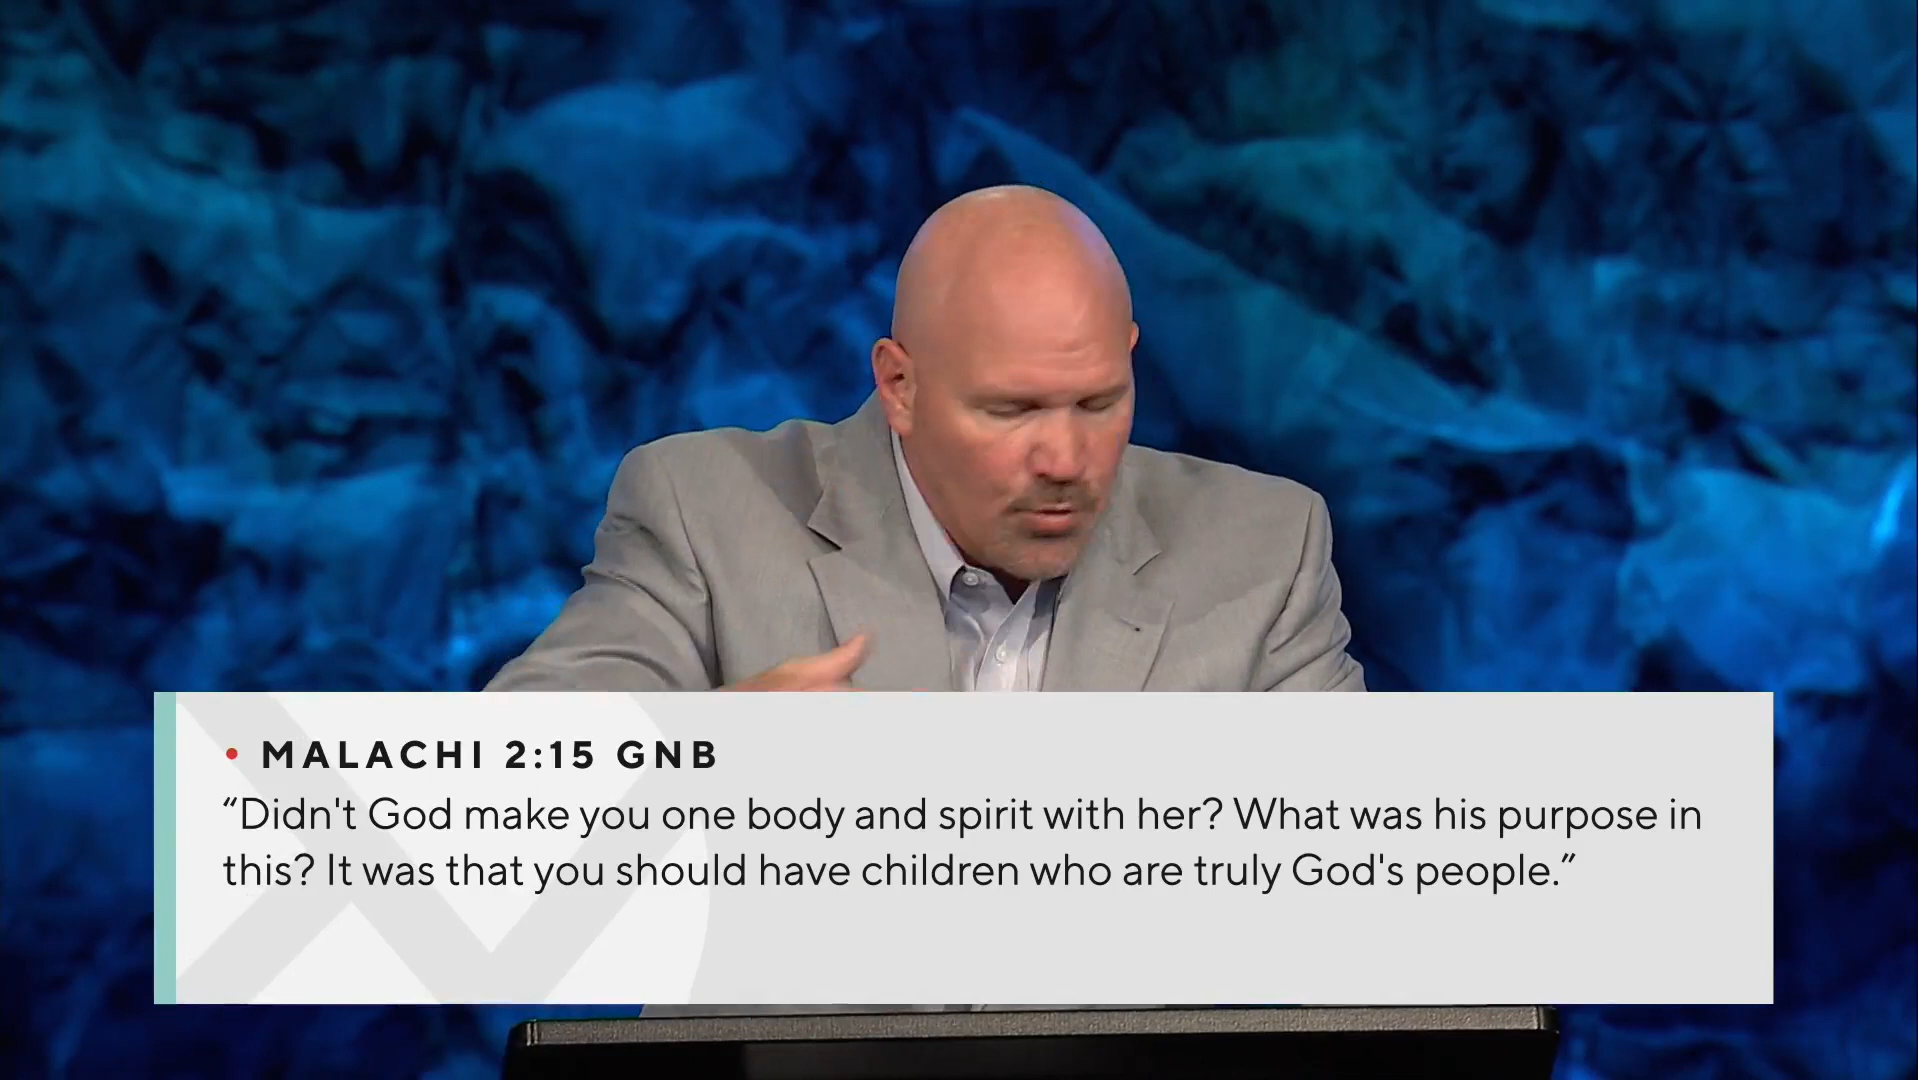 • MALACHI 2:15 GNB
“Didn't God make you one body and spirit with her? What was his purpose in
this? It was that you should have children who are truly God's people.”